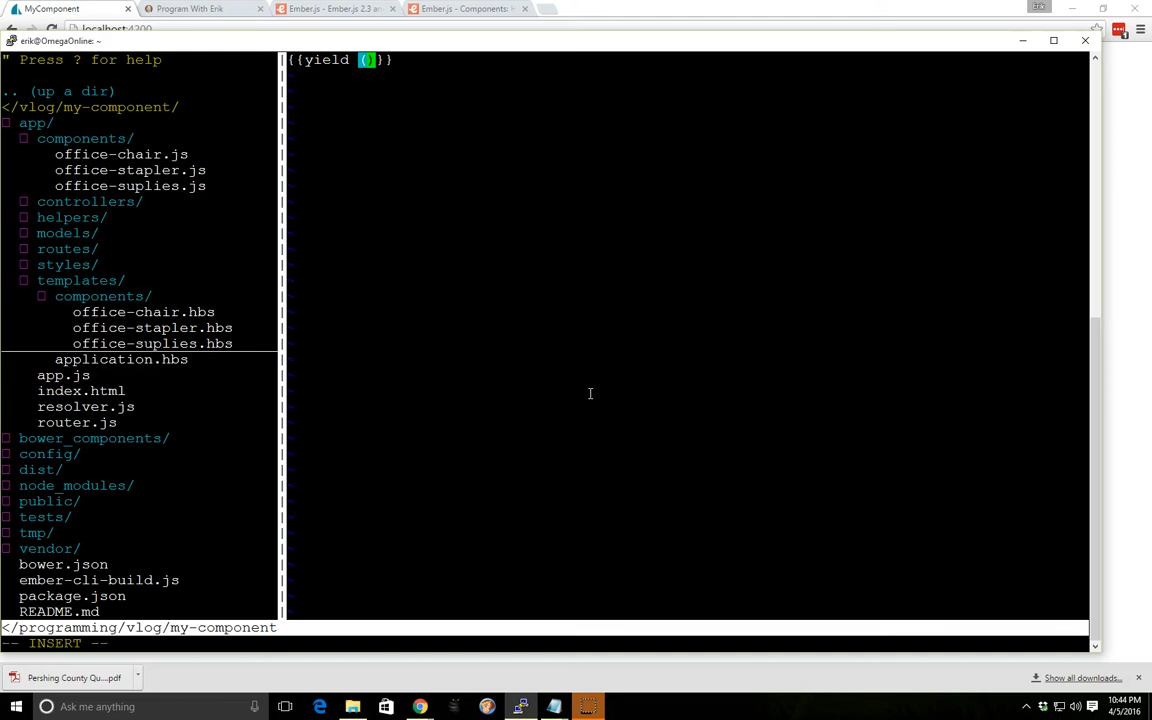 MyComponent
Program With Erik
Ember.js - Ember.js 2.3 an
Ember.js - Components: H
Erik
localhost:4200
erik@OmegaOnline: ~
" Press ? for help
{{yield ()}}
.. (up a dir)
</vlog/my-component/
app/
components/
office-chair.js
office-stapler.js
office-suplies.js
controllers/
helpers/
models/
routes/
styles/
templates/
components/
office-chair.hbs
office-stapler.hbs
office-suplies.hbs
application.hbs
app.js
index.html
resolver.js
router.js
bower_components/
config/
dist/
node_modules/
public/
tests/
tmp/
vendor/
bower.json
ember-cli-build.js
package.json
README.md
</programming/vlog/my-component
-- INSERT --
Pershing County Qu....pdf
Show all downloads...
Ask me anything
10:44 PM
4/5/2016